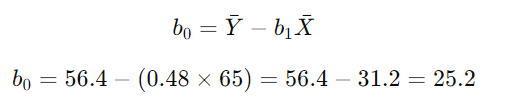 b₀ = Ȳ – b₁X̄
b₀ = 56.4 – (0.48 × 65) = 56.4 – 31.2 = 25.2